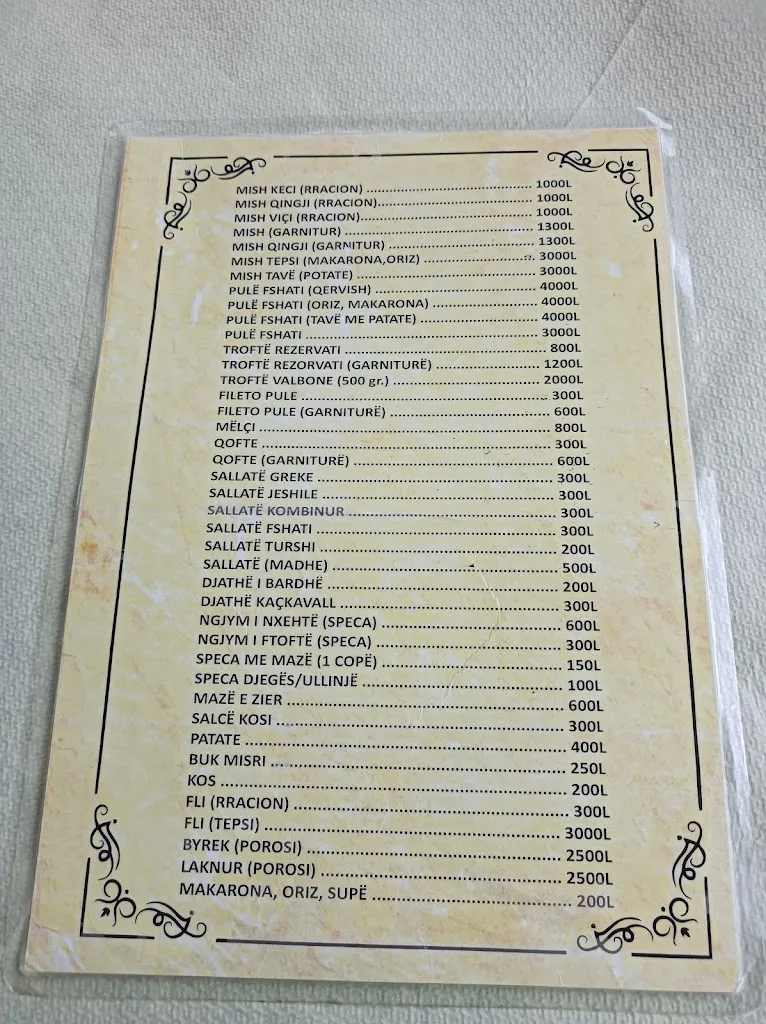 MISH KECI (RRACION) ........ 1000L
MISH QINGJI (RRACION) ........ 1000L
MISH VIÇI (RRACION) ........ 1000L
MISH (GARNITUR) ........ 1300L
MISH QINGJI (GARNITUR) ........ 1300L
MISH TEPSI (MAKARONA,ORIZ) ........ 3000L
MISH TAVË (POTATE) ........ 3000L
PULË FSHATI (QERVISH) ........ 4000L
PULË FSHATI (ORIZ, MAKARONA) ........ 4000L
PULË FSHATI (TAVË ME PATATE) ........ 4000L
PULË FSHATI ........ 3000L
TROFTË REZERVATI ........ 800L
TROFTË REZORVATI (GARNITURË) ........ 1200L
TROFTË VALBONE (500 gr.) ........ 2000L
FILETO PULE ........ 300L
FILETO PULE (GARNITURË) ........ 600L
MËLÇI ........ 800L
QOFTE ........ 300L
QOFTE (GARNITURË) ........ 600L
SALLATË GREKE ........ 300L
SALLATË JESHILE ........ 300L
SALLATË KOMBINUR ........ 300L
SALLATË FSHATI ........ 300L
SALLATË TURSHI ........ 200L
SALLATË (MADHE) ........ 500L
DJATHË I BARDHË ........ 200L
DJATHË KAÇKAVALL ........ 300L
NGJYM I NXEHTË (SPECA) ........ 600L
NGJYM I FTOFTË (SPECA) ........ 300L
SPECA ME MAZË (1 COPË) ........ 150L
SPECA DJEGËS/ULLINJË ........ 100L
MAZË E ZIER ........ 600L
SALCË KOSI ........ 300L
PATATE ........ 400L
BUK MISRI ........ 250L
KOS ........ 200L
FLI (RRACION) ........ 300L
FLI (TEPSI) ........ 3000L
BYREK (POROSI) ........ 2500L
LAKNUR (POROSI) ........ 2500L
MAKARONA, ORIZ, SUPË ........ 200L